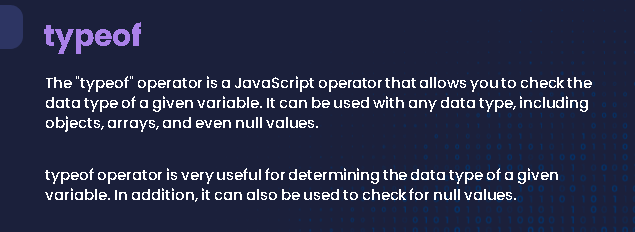 typeof
The "typeof" operator is a JavaScript operator that allows you to check the
data type of a given variable. It can be used with any data type, including
objects, arrays, and even null values.
typeof operator is very useful for determining the data type of a given
variable. In addition, it can also be used to check for null values.